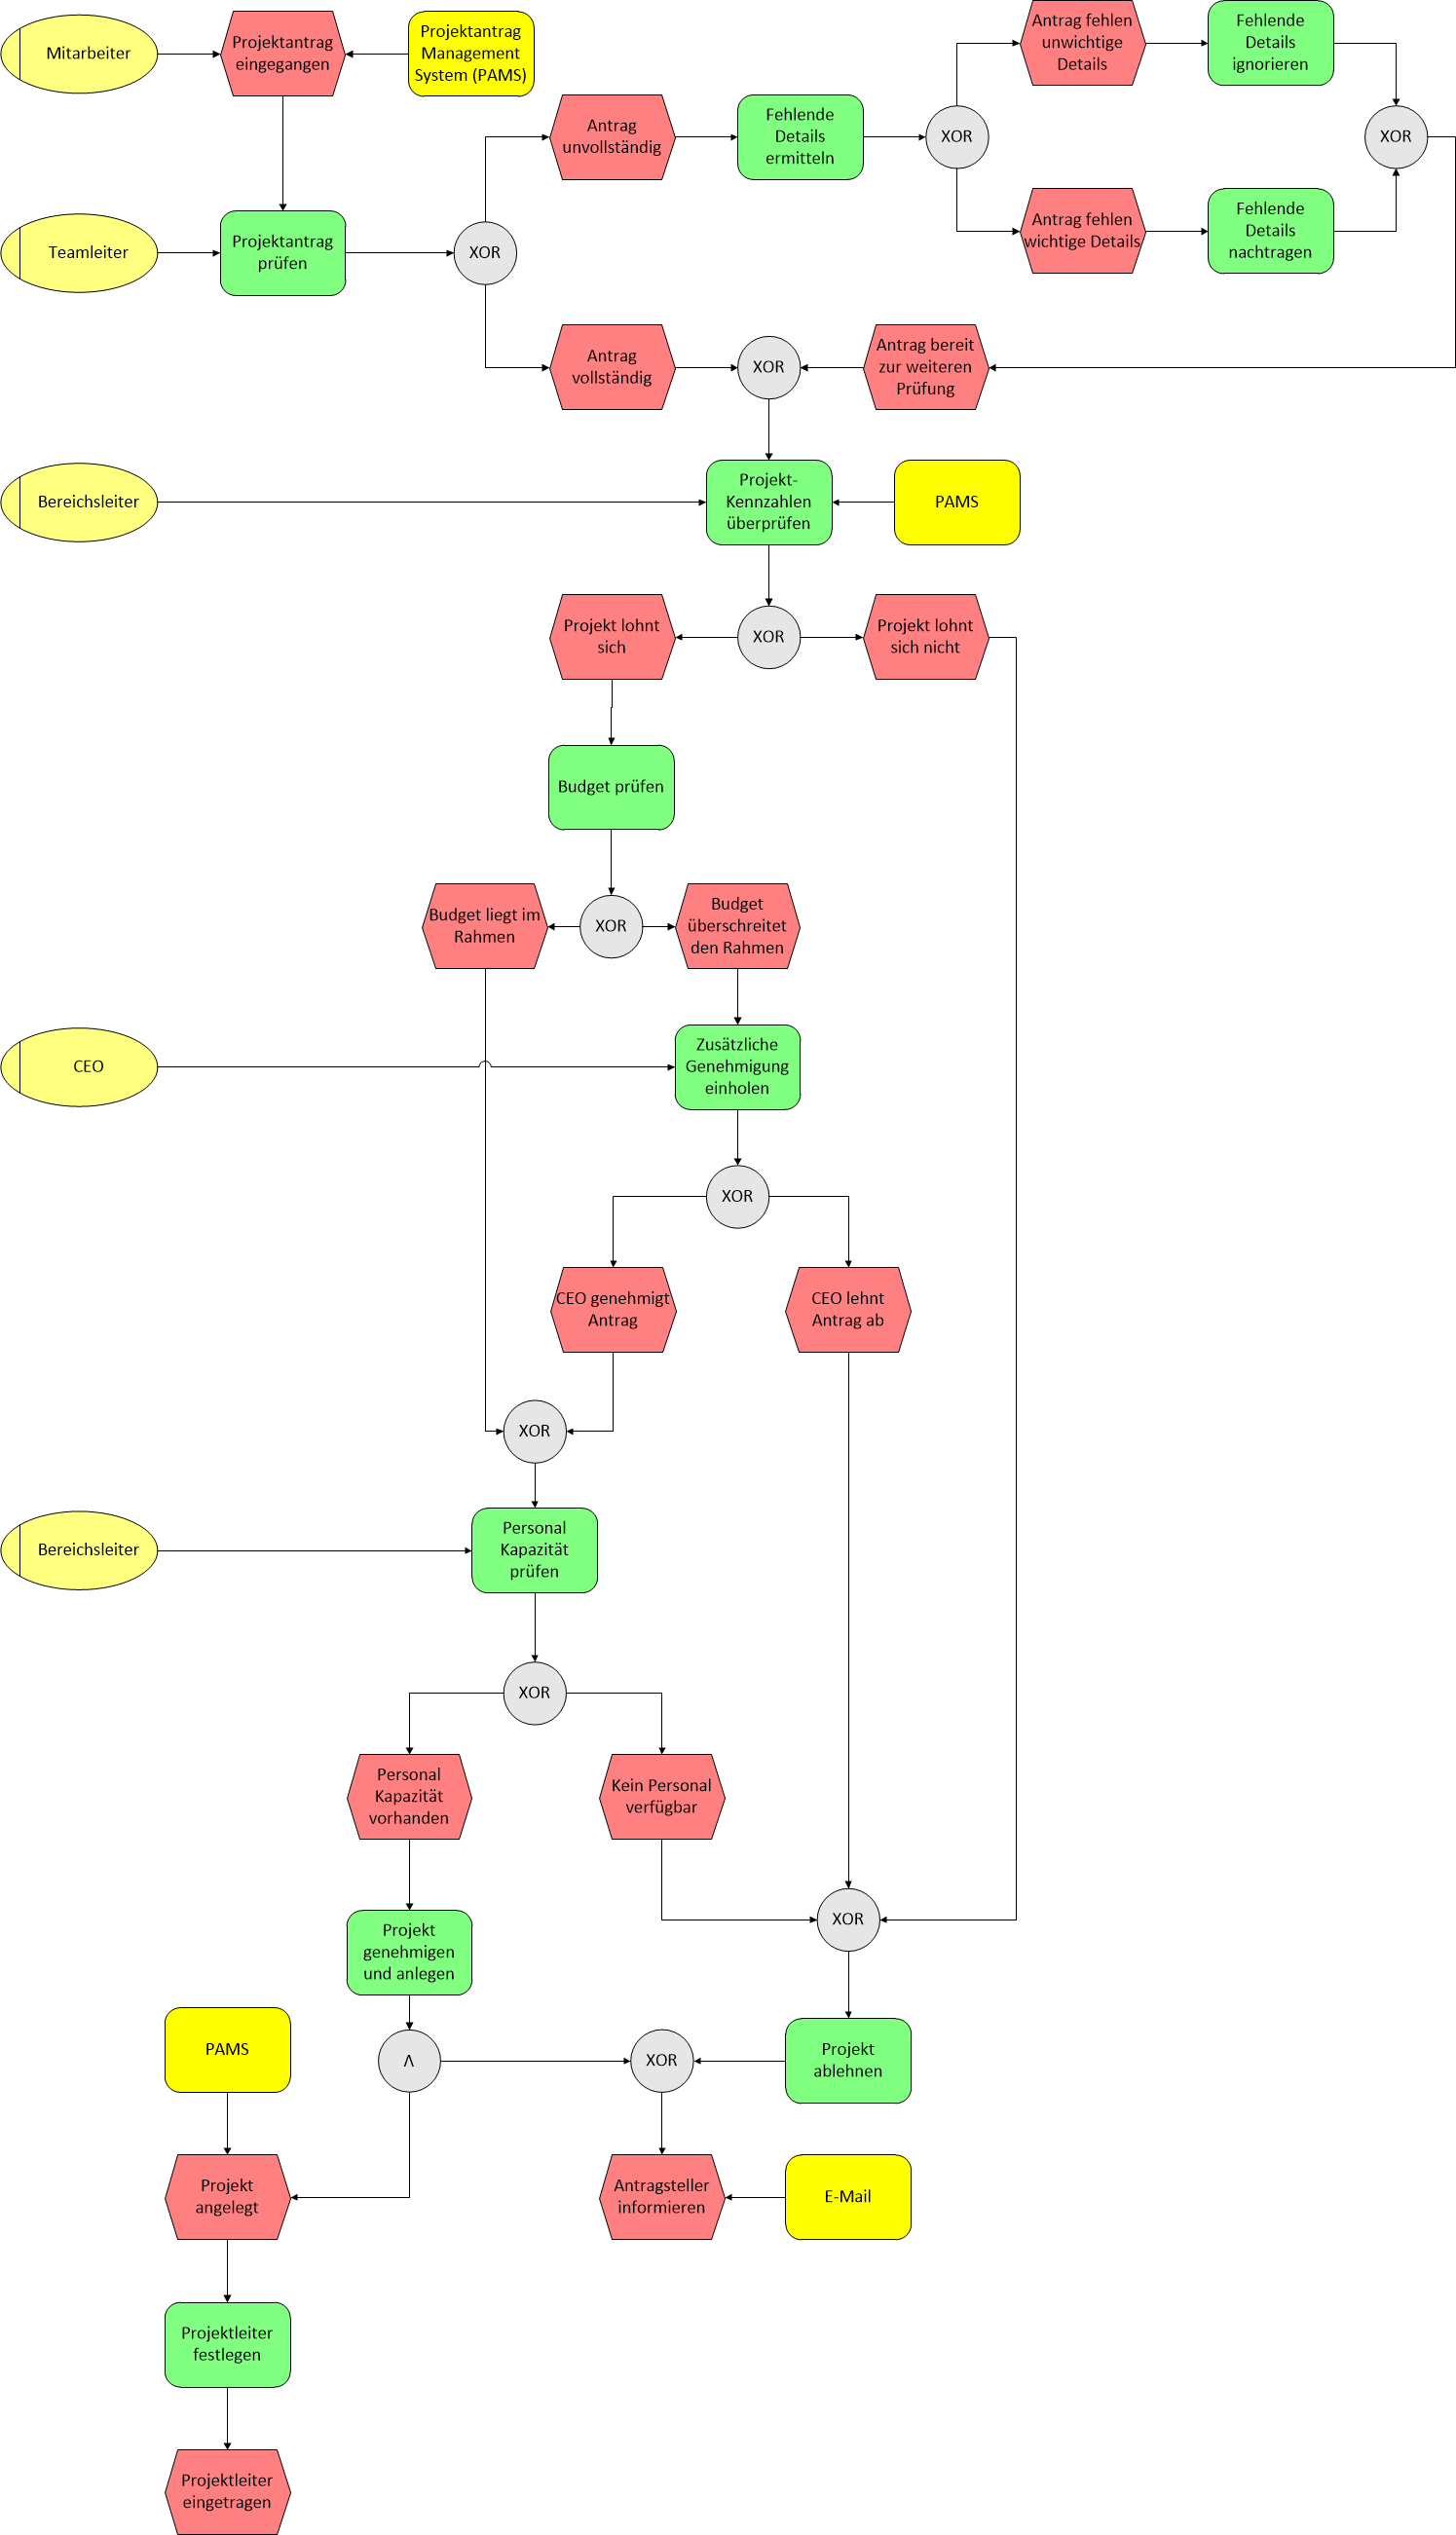 Mitarbeiter
Projektantrag
eingegangen
Projektantrag
Management
System (PAMS)
Antrag fehlen
unwichtige
Details
Fehlende
Details
ignorieren
Antrag
unvollständig
Fehlende
Details
ermitteln
XOR
XOR
Teamleiter
Projektantrag
prüfen
XOR
Antrag fehlen
wichtige Details
Fehlende
Details
nachtragen
Antrag
vollständig
XOR
Antrag bereit
zur weiteren
Prüfung
Bereichsleiter
Projekt-
Kennzahlen
überprüfen
PAMS
Projekt lohnt
sich
XOR
Projekt lohnt
sich nicht
Budget prüfen
Budget liegt im
Rahmen
XOR
Budget
überschreitet
den Rahmen
CEO
Zusätzliche
Genehmigung
einholen
XOR
CEO genehmigt
Antrag
CEO lehnt
Antrag ab
XOR
Bereichsleiter
Personal
Kapazität
prüfen
XOR
Personal
Kapazität
vorhanden
Kein Personal
verfügbar
XOR
Projekt
genehmigen
und anlegen
PAMS
Λ
XOR
Projekt
ablehnen
Projekt
angelegt
Antragsteller
informieren
E-Mail
Projektleiter
festlegen
Projektleiter
eingetragen